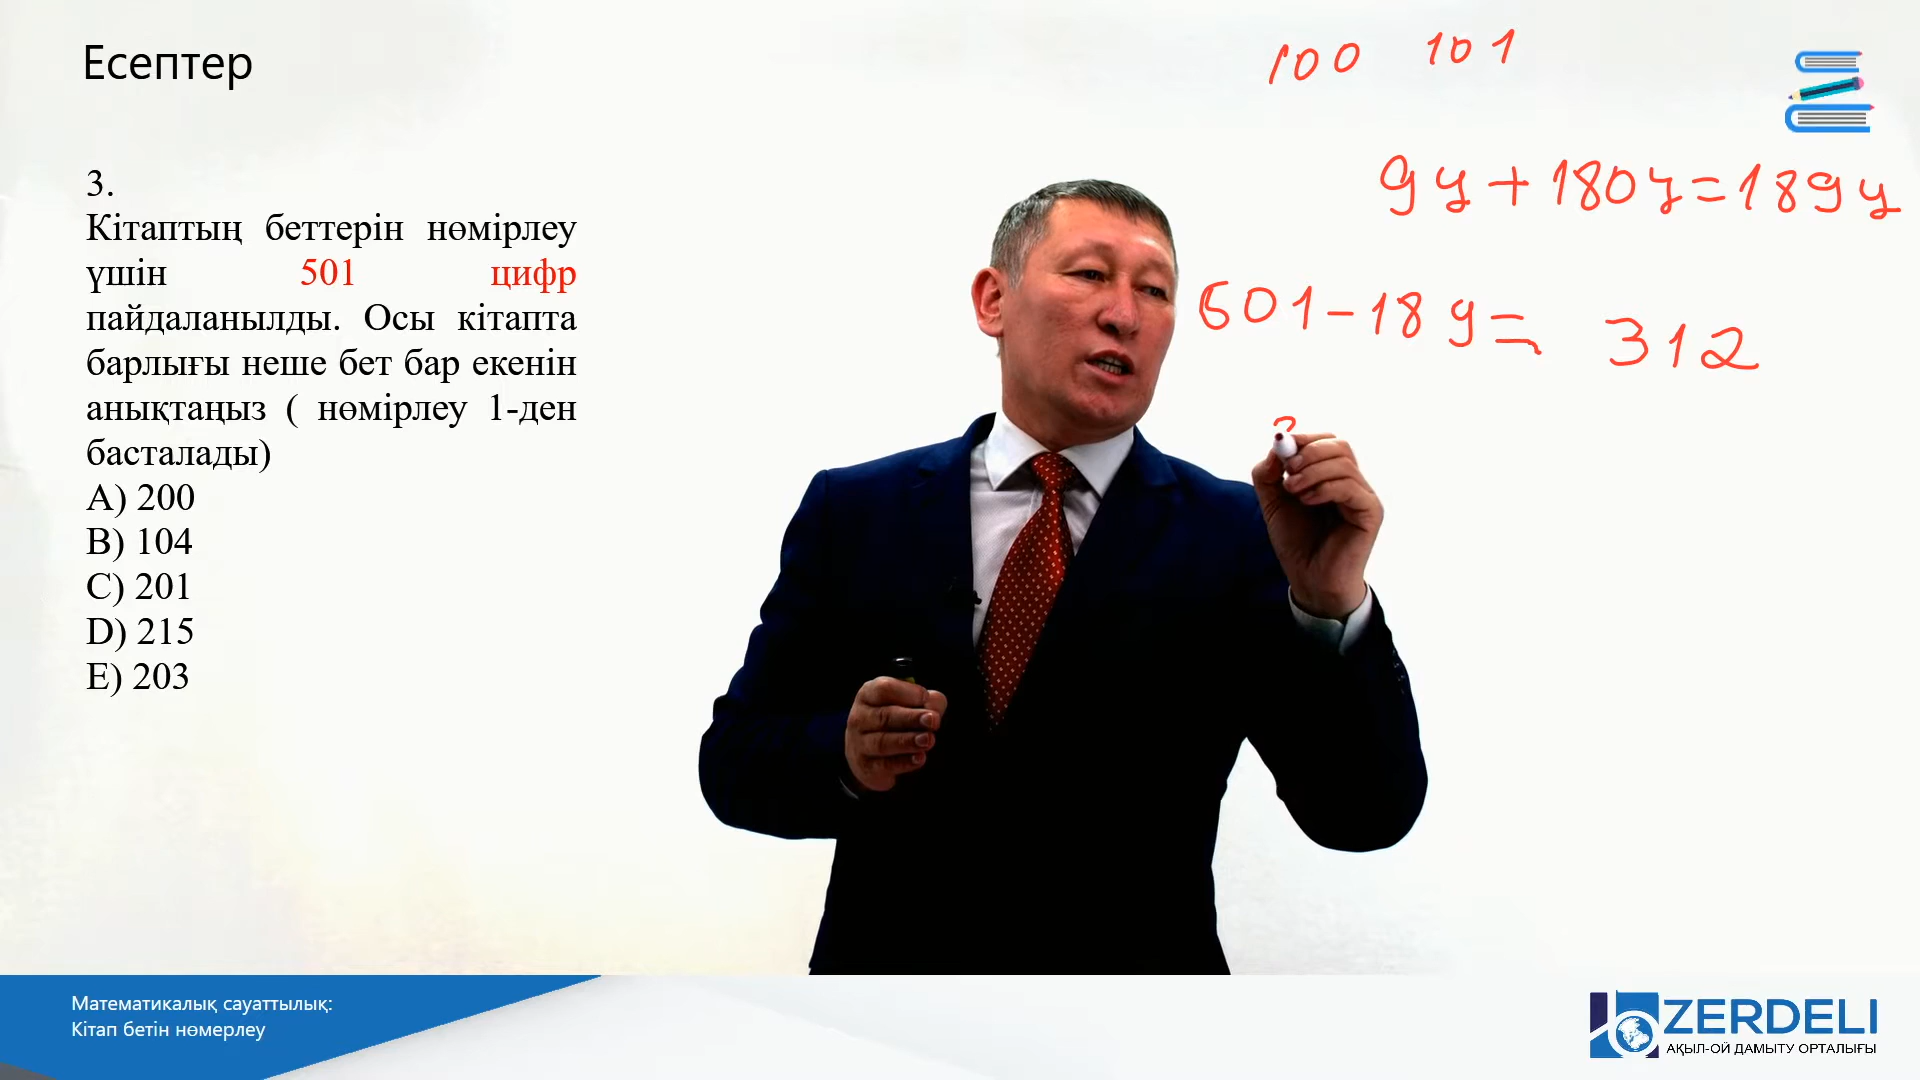 Есептер
100 101
3.
Кітаптың беттерін нөмірлеу
үшін 501 цифр
пайдаланылды. Осы кітапта
барлығы неше бет бар екенін
анықтаңыз ( нөмірлеу 1-ден
басталады)
A) 200
B) 104
C) 201
D) 215
E) 203
9ц + 180ц = 189ц
501 - 189 =
312
Математикалық сауаттылық:
Кітап бетін нөмерлеу
ZERDELI
АҚЫЛ-ОЙ ДАМЫТУ ОРТАЛЫҒЫ